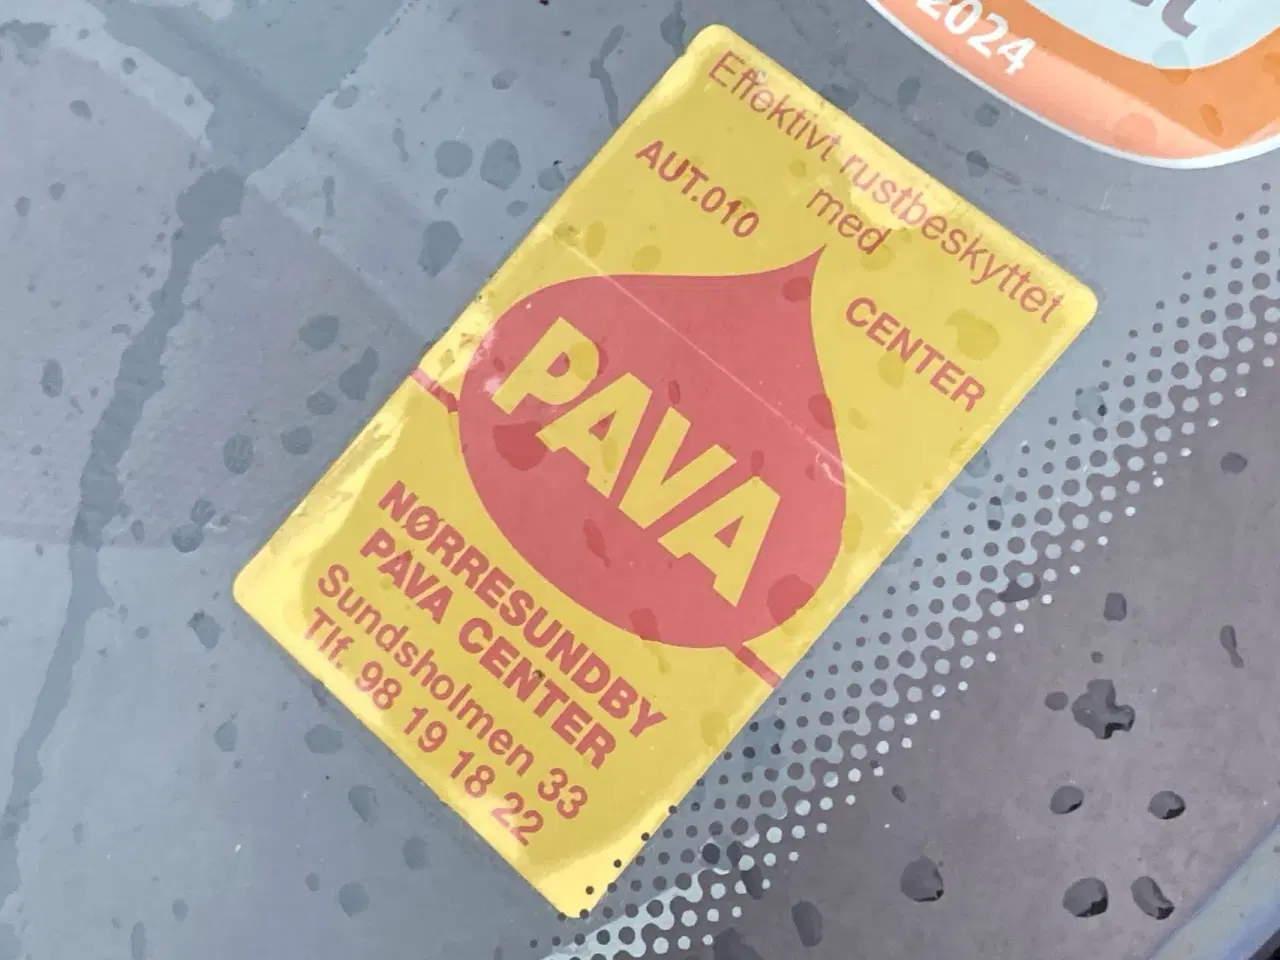 Effektivt rustbeskyttet
med
AUT.010
CENTER
PAVA
NØRRESUNDBY
PAVA CENTER
Sundsholmen 33
Tlf. 98 19 18 22
2024